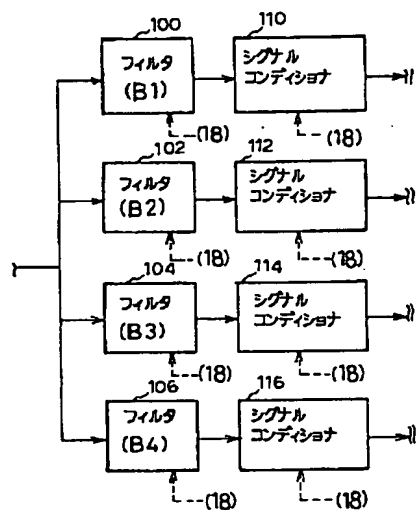 100
フィルタ
(B1)
(18)
110
シグナル
コンディショナ
(18)
102
フィルタ
(B2)
(18)
112
シグナル
コンディショナ
(18)
104
フィルタ
(B3)
(18)
114
シグナル
コンディショナ
(18)
106
フィルタ
(B4)
(18)
116
シグナル
コンディショナ
(18)